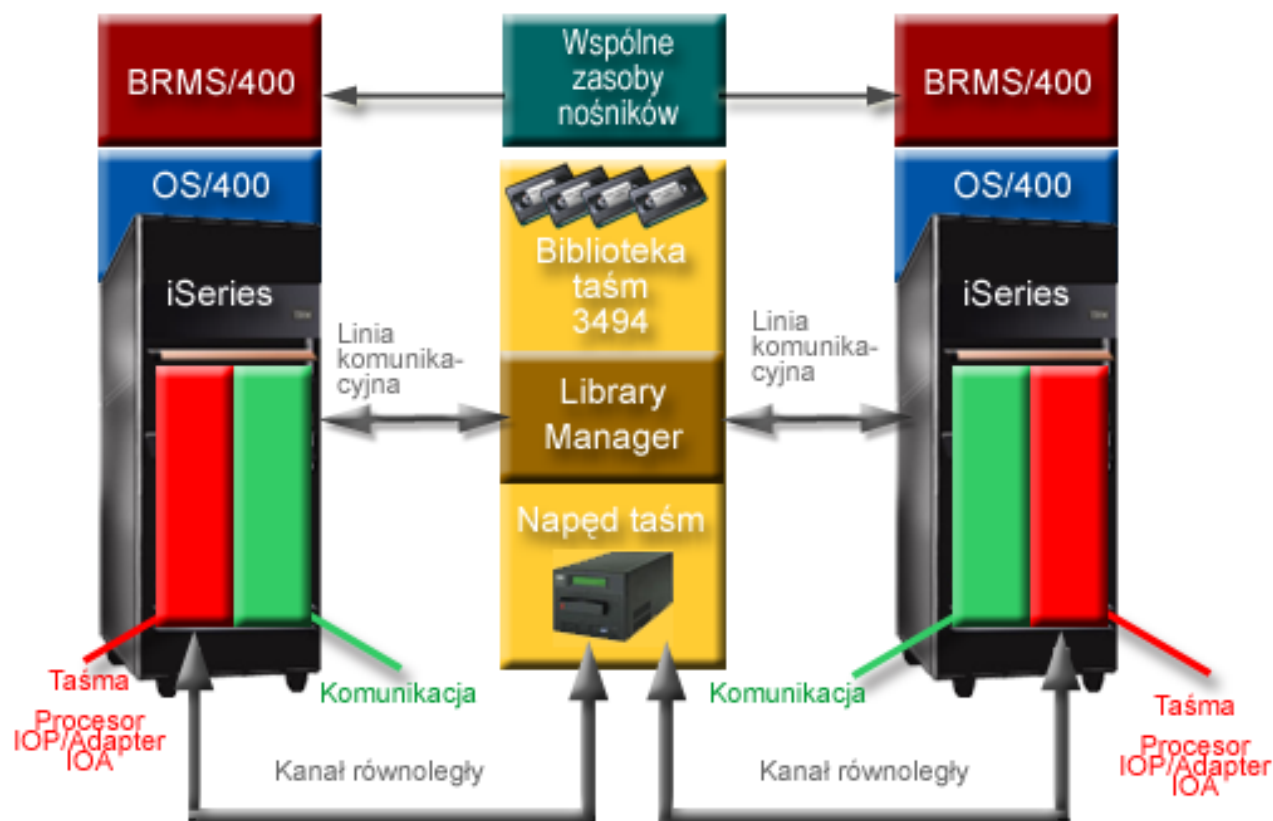 BRMS/400
Wspólne
zasoby
nośników
BRMS/400
OS/400
iSeries
Biblioteka
taśm
3494
OS/400
iSeries
Linia
komunika-
cyjna
Library
Manager
Linia
komunika-
cyjna
Napęd taśm
Taśma
Procesor
IOP/Adapter
IOA
Komunikacja
Komunikacja
Taśma
Procesor
IOP/Adapter
IOA
Kanał równoległy
Kanał równoległy